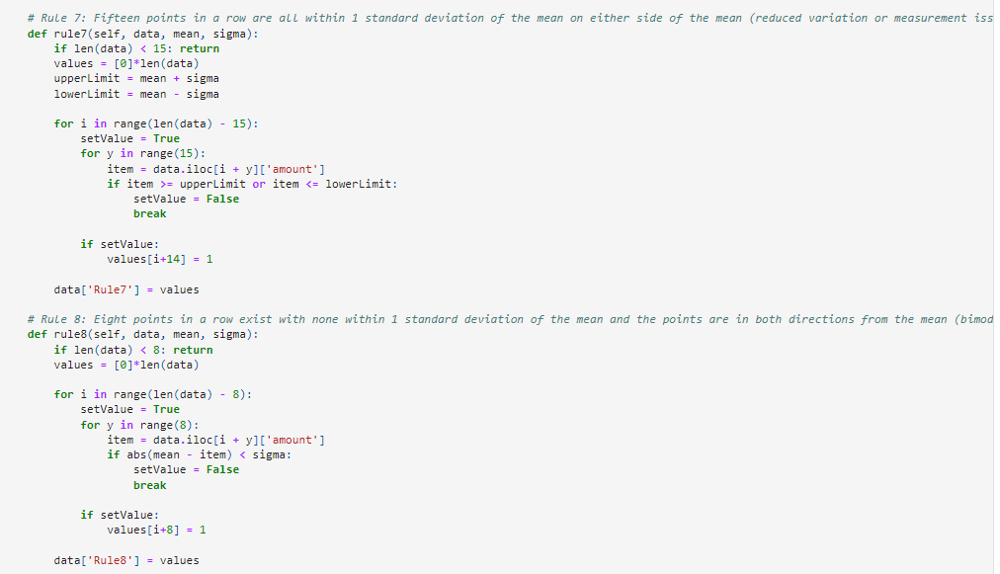 # Rule 7: Fifteen points in a row are all within 1 standard deviation of the mean on either side of the mean (reduced variation or measurement iss
def rule7(self, data, mean, sigma):
    if len(data) < 15: return
    values = [0]*len(data)
    upperLimit = mean + sigma
    lowerLimit = mean - sigma

    for i in range(len(data) - 15):
        setValue = True
        for y in range(15):
            item = data.iloc[i + y]['amount']
            if item >= upperLimit or item <= lowerLimit:
                setValue = False
                break

        if setValue:
            values[i+14] = 1

    data['Rule7'] = values

# Rule 8: Eight points in a row exist with none within 1 standard deviation of the mean and the points are in both directions from the mean (bimod
def rule8(self, data, mean, sigma):
    if len(data) < 8: return
    values = [0]*len(data)

    for i in range(len(data) - 8):
        setValue = True
        for y in range(8):
            item = data.iloc[i + y]['amount']
            if abs(mean - item) < sigma:
                setValue = False
                break

        if setValue:
            values[i+8] = 1

    data['Rule8'] = values